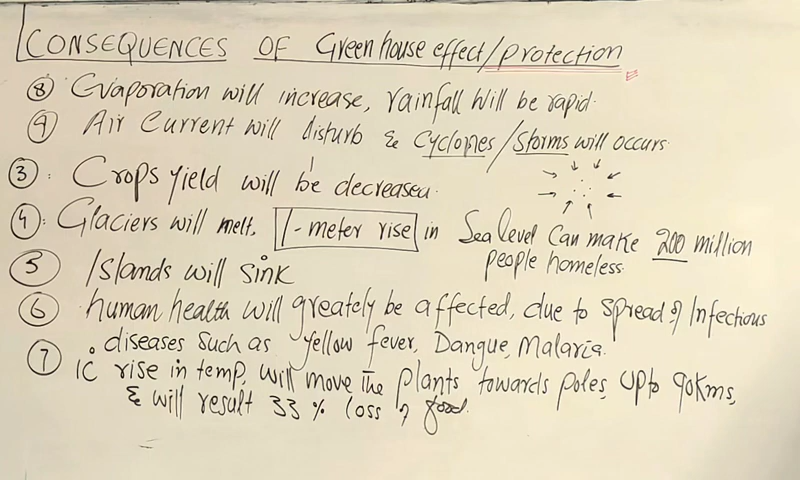 CONSEQUENCES OF Green house effect/protection
⑧ Evaporation will increase, rainfall will be rapid.
⑨ Air Current will disturb & Cyclones/Storms will occurs.
③: Crops yield will be decreased.
④: Glaciers will melt, 1-meter rise in Sea level Can make 200 million
people homeless.
⑤ Islands will sink
⑥ human health will greately be affected, due to spread of Infectious
diseases such as yellow fever, Dangue, Malaria.
⑦ 1°C rise in temp, will move the plants towards poles, upto 90kms,
& will result 33 % loss of food.